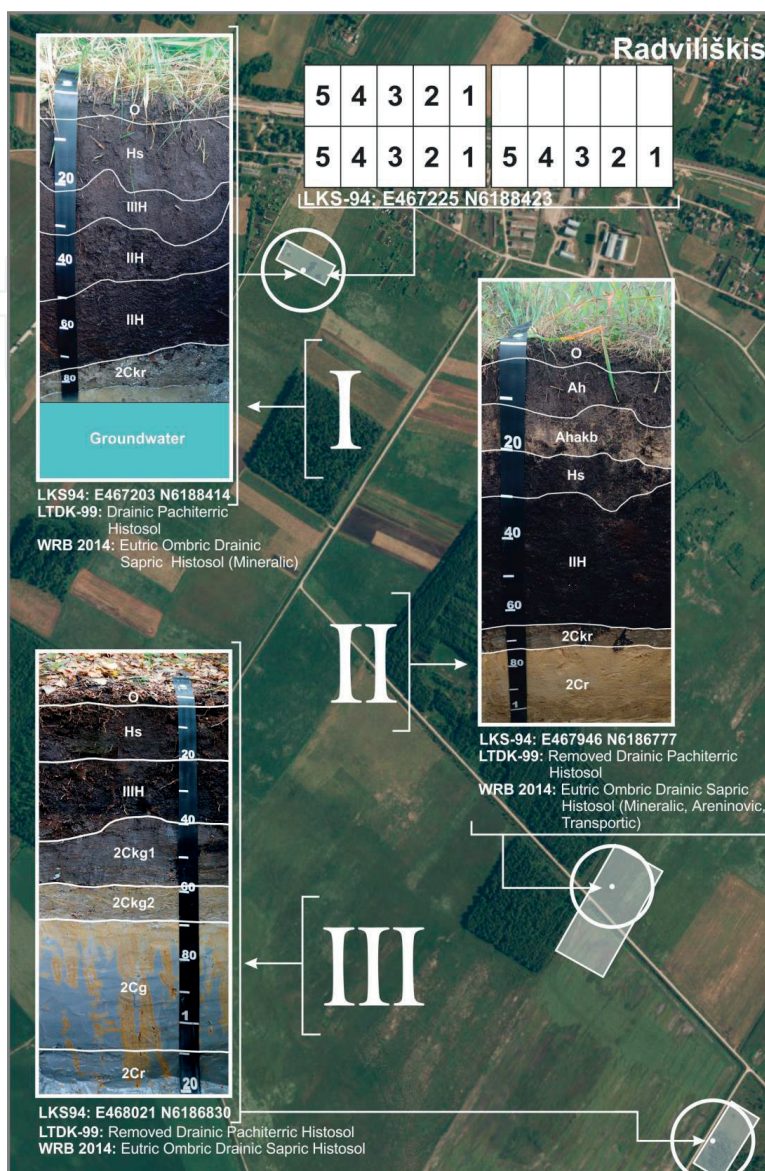 Radviliškis
5 4 3 2 1
5 4 3 2 1 5 4 3 2 1
LKS-94: E467225 N6188423
O
Hs
20
IIIH
IIH
40
IIH
60
2Ckr
80
Groundwater
I
LKS94: E467203 N6188414
LTDK-99: Drainic Pachiterric
Histosol
WRB 2014: Eutric Ombric Drainic
Sapric Histosol (Mineralic)
O
Ah
Ahakb
20
Hs
40
IIH
60
2Ckr
80
2Cr
1
II
LKS-94: E467946 N6186777
LTDK-99: Removed Drainic Pachiterric
Histosol
WRB 2014: Eutric Ombric Drainic Sapric
Histosol (Mineralic, Areninovic,
Transportic)
O
Hs
20
IIIH
40
2Ckg1
60
2Ckg2
80
2Cg
1
2Cr
20
III
LKS94: E468021 N6186830
LTDK-99: Removed Drainic Pachiterric Histosol
WRB 2014: Eutric Ombric Drainic Sapric Histosol